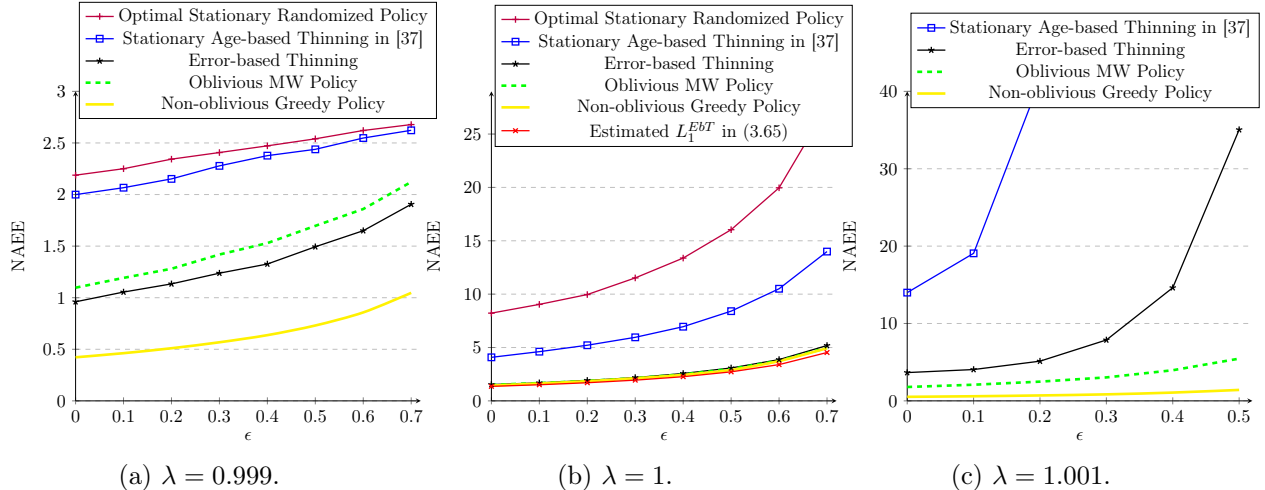 Optimal Stationary Randomized Policy
Stationary Age-based Thinning in [37]
Error-based Thinning
Oblivious MW Policy
Non-oblivious Greedy Policy
3
2.5
2
1.5
1
0.5
0
NAEE
0 0.1 0.2 0.3 0.4 0.5 0.6 0.7
ϵ
(a) λ = 0.999.
Optimal Stationary Randomized Policy
Stationary Age-based Thinning in [37]
Error-based Thinning
Oblivious MW Policy
Non-oblivious Greedy Policy
Estimated L_1^{EbT} in (3.65)
25
20
15
10
5
0
NAEE
0 0.1 0.2 0.3 0.4 0.5 0.6 0.7
ϵ
(b) λ = 1.
Stationary Age-based Thinning in [37]
Error-based Thinning
Oblivious MW Policy
Non-oblivious Greedy Policy
40
30
20
10
0
NAEE
0 0.1 0.2 0.3 0.4 0.5
ϵ
(c) λ = 1.001.